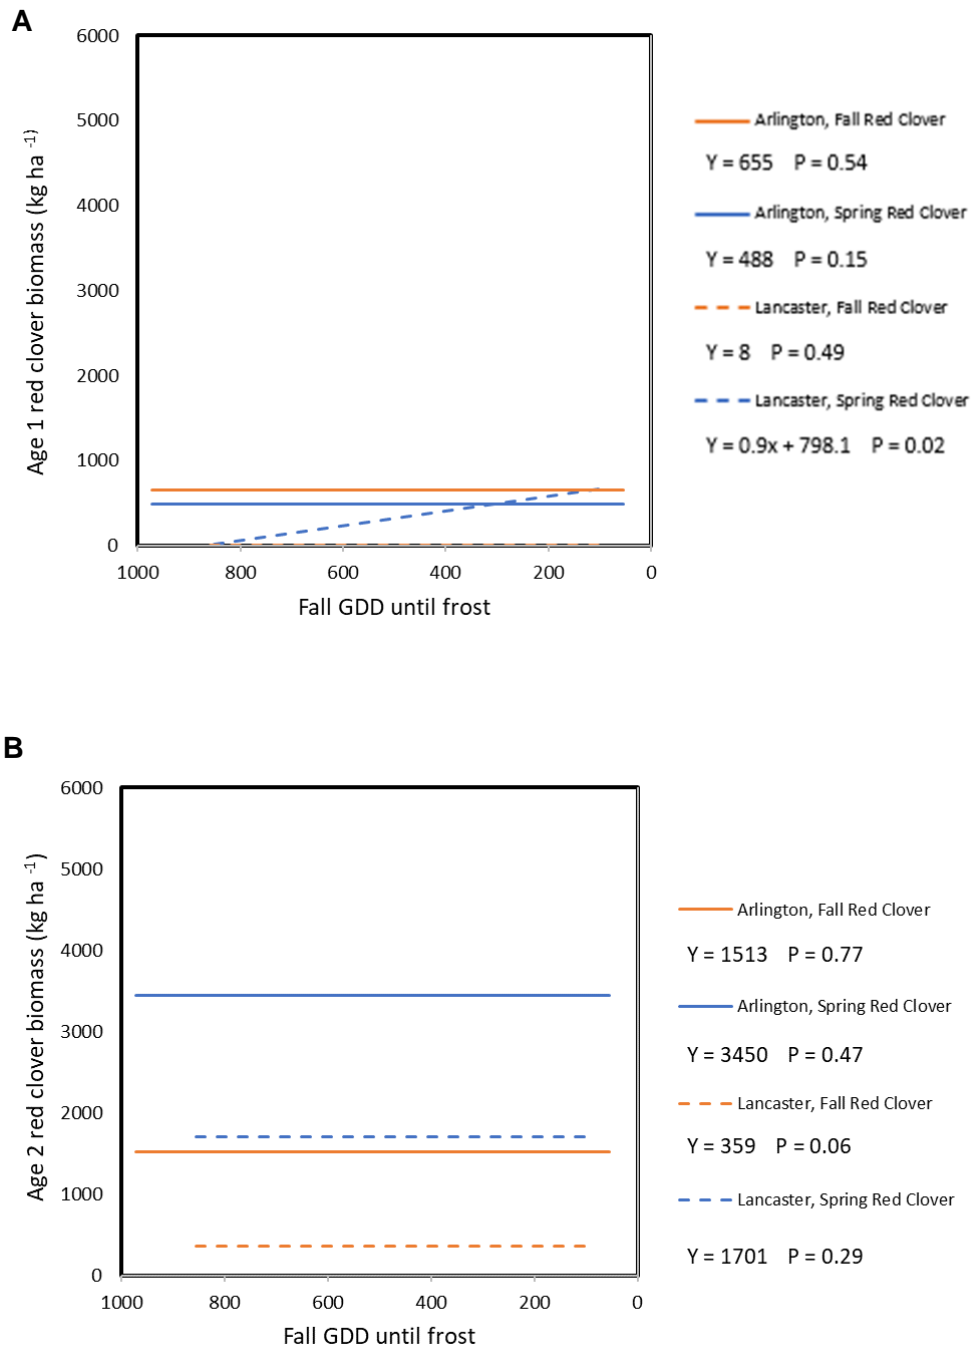 A
6000
5000
4000
3000
2000
1000
0
Age 1 red clover biomass (kg ha -1)
1000 800 600 400 200 0
Fall GDD until frost
Arlington, Fall Red Clover
Y = 655 P = 0.54
Arlington, Spring Red Clover
Y = 488 P = 0.15
Lancaster, Fall Red Clover
Y = 8 P = 0.49
Lancaster, Spring Red Clover
Y = 0.9x + 798.1 P = 0.02
B
6000
5000
4000
3000
2000
1000
0
Age 2 red clover biomass (kg ha -1)
1000 800 600 400 200 0
Fall GDD until frost
Arlington, Fall Red Clover
Y = 1513 P = 0.77
Arlington, Spring Red Clover
Y = 3450 P = 0.47
Lancaster, Fall Red Clover
Y = 359 P = 0.06
Lancaster, Spring Red Clover
Y = 1701 P = 0.29